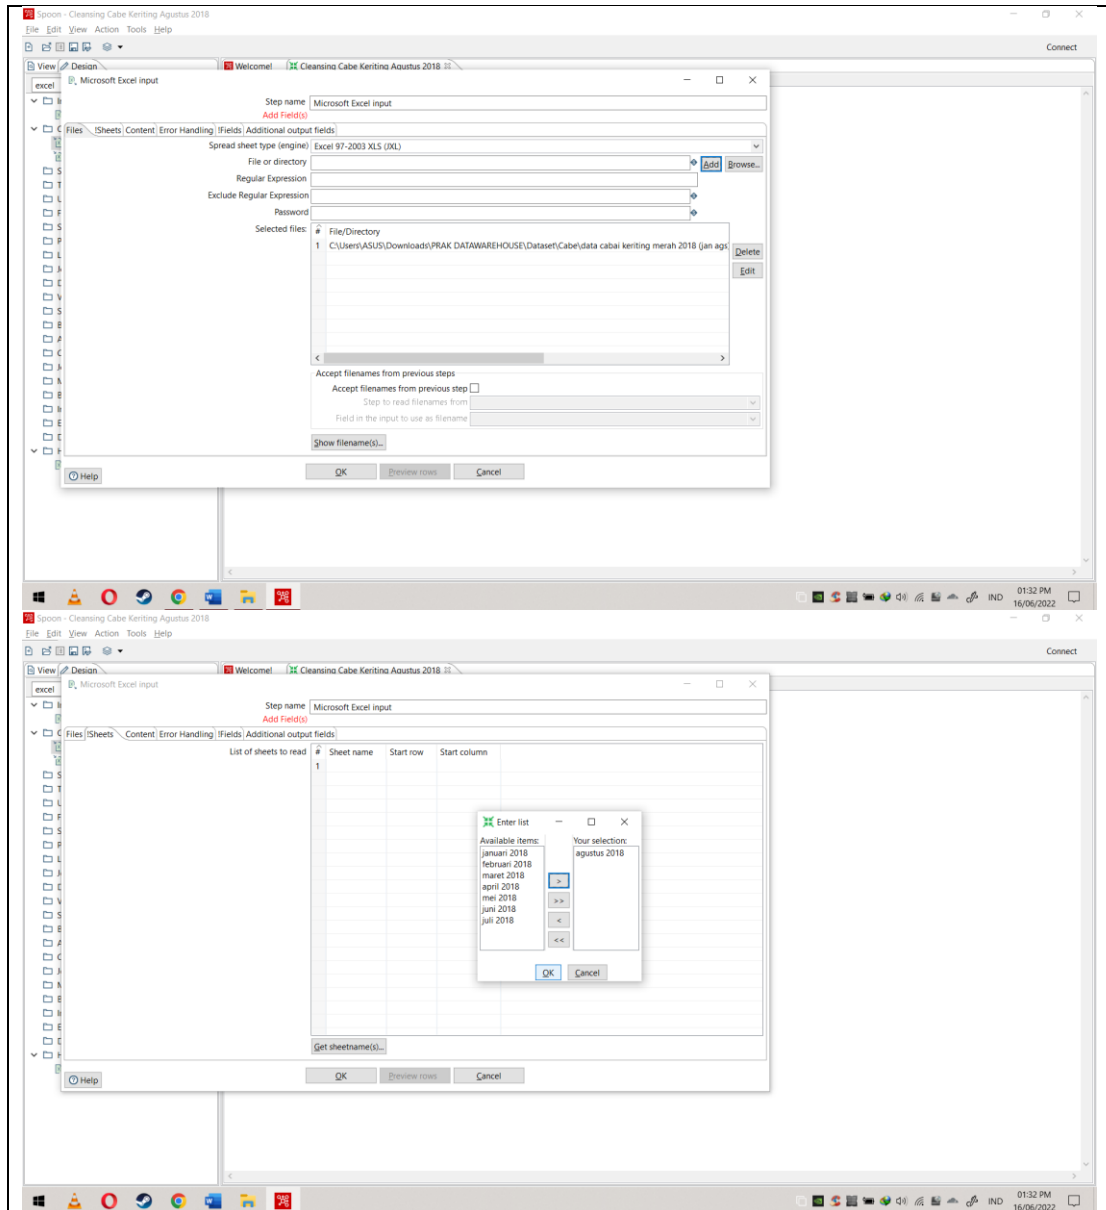 Spoon - Cleansing Cabe Keriting Agustus 2018
File Edit View Action Tools Help
Connect
View Design Welcome! Cleansing Cabe Keriting Agustus 2018
excel
Microsoft Excel input
Step name Microsoft Excel input
Add Field(s)
Files !Sheets Content Error Handling !Fields Additional output fields
Spread sheet type (engine) Excel 97-2003 XLS (JXL)
File or directory Add Browse...
Regular Expression
Exclude Regular Expression
Password
Selected files: # File/Directory
1 C:\Users\ASUS\Downloads\PRAK DATAWAREHOUSE\Dataset\Cabe\data cabai keriting merah 2018 (jan ags
Delete
Edit
Accept filenames from previous steps
Accept filenames from previous step
Step to read filenames from
Field in the input to use as filename
Show filename(s)...
OK Preview rows Cancel
Help
IND 01:32 PM
16/06/2022
Spoon - Cleansing Cabe Keriting Agustus 2018
File Edit View Action Tools Help
Connect
View Design Welcome! Cleansing Cabe Keriting Agustus 2018
excel
Microsoft Excel input
Step name Microsoft Excel input
Add Field(s)
Files !Sheets Content Error Handling !Fields Additional output fields
List of sheets to read # Sheet name Start row Start column
1
Enter list
Available items: Your selection:
januari 2018 agustus 2018
februari 2018
maret 2018
april 2018 >
mei 2018 >>
juni 2018
juli 2018 <
<<
OK Cancel
Get sheetname(s)...
OK Preview rows Cancel
Help
IND 01:32 PM
16/06/2022